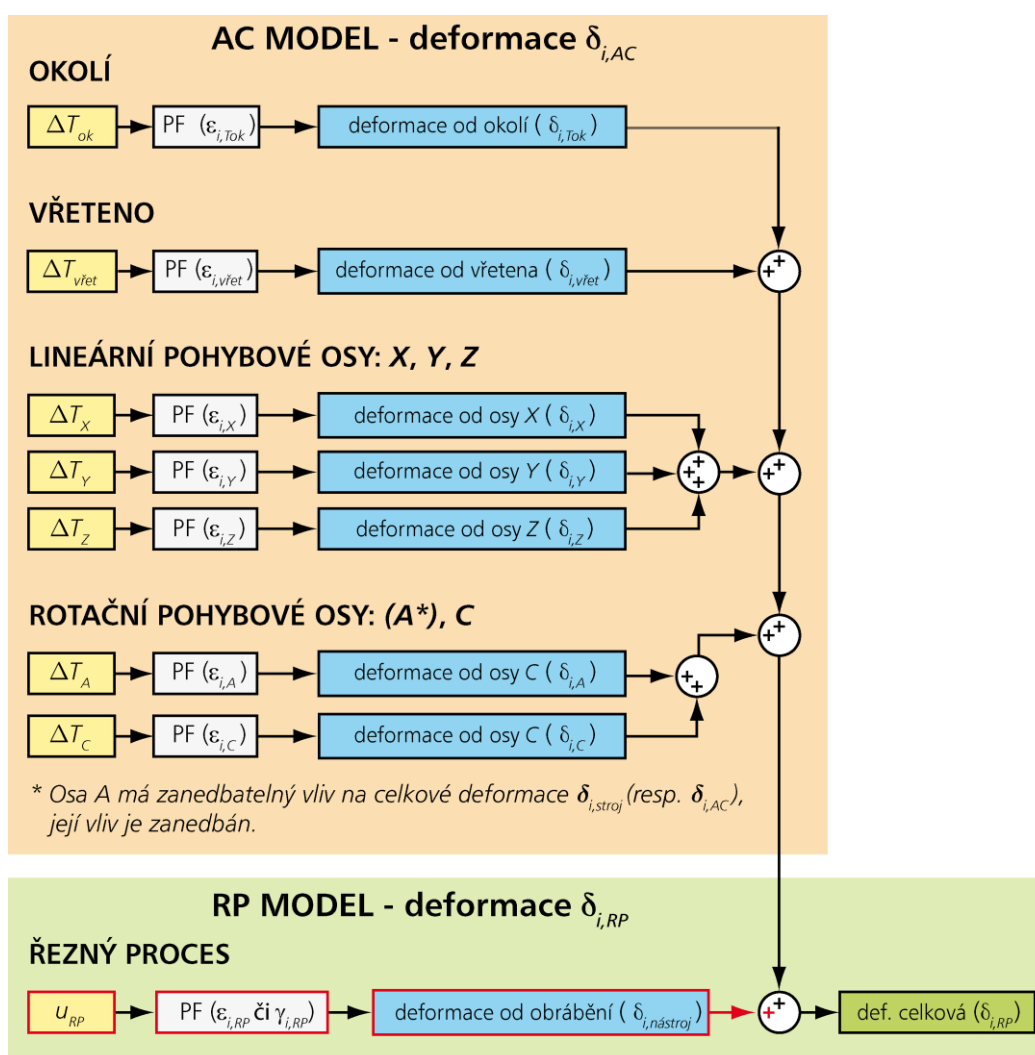 AC MODEL - deformace δi,AC
OKOLÍ
ΔTok PF (εi,Tok) deformace od okolí ( δi,Tok)
VŘETENO
ΔTvřet PF (εi,vřet) deformace od vřetena ( δi,vřet)
++
LINEÁRNÍ POHYBOVÉ OSY: X, Y, Z
ΔTX PF (εi,X) deformace od osy X ( δi,X)
ΔTY PF (εi,Y) deformace od osy Y ( δi,Y)
+++ ++
ΔTZ PF (εi,Z) deformace od osy Z ( δi,Z)
ROTAČNÍ POHYBOVÉ OSY: (A*), C
++
ΔTA PF (εi,A) deformace od osy C ( δi,A)
++
ΔTC PF (εi,C) deformace od osy C ( δi,C)
* Osa A má zanedbatelný vliv na celkové deformace δi,stroj (resp. δi,AC),
její vliv je zanedbán.
RP MODEL - deformace δi,RP
ŘEZNÝ PROCES
uRP PF (εi,RP či γi,RP) deformace od obrábění ( δi,nástroj) ++ def. celková (δi,RP)